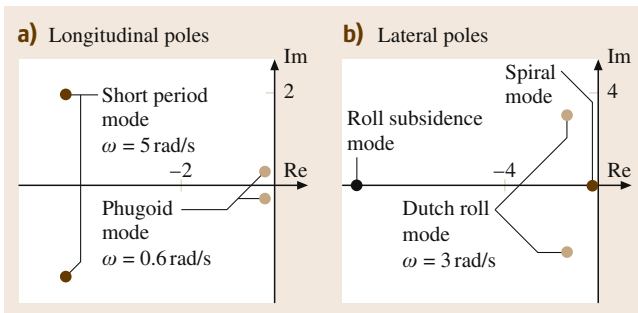 a) Longitudinal poles
Im
2
Short period
mode
ω = 5 rad/s
−2
Re
Phugoid
mode
ω = 0.6 rad/s
b) Lateral poles
Im
4
Spiral
mode
Roll subsidence
mode
−4
Re
Dutch roll
mode
ω = 3 rad/s